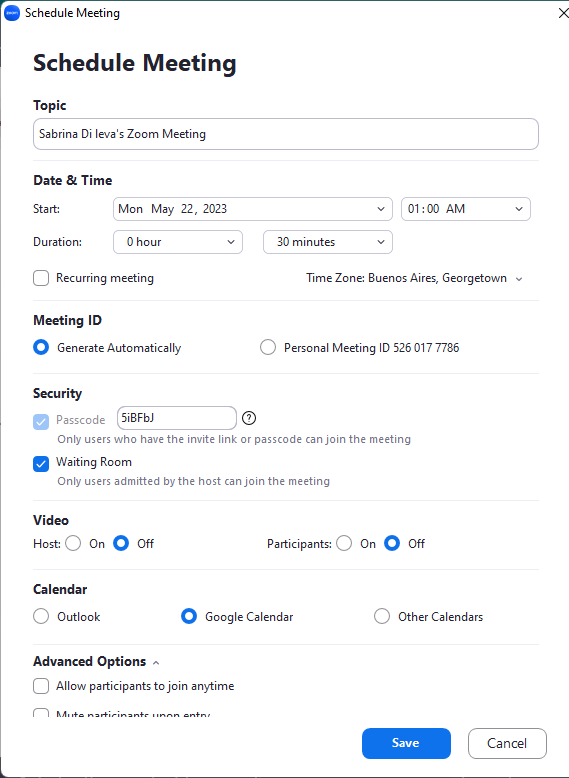 zoom Schedule Meeting
Schedule Meeting
Topic
Sabrina Di Ieva's Zoom Meeting
Date & Time
Start: Mon May 22, 2023 01:00 AM
Duration: 0 hour 30 minutes
Recurring meeting Time Zone: Buenos Aires, Georgetown
Meeting ID
Generate Automatically Personal Meeting ID 526 017 7786
Security
Passcode 5iBFbJ ?
Only users who have the invite link or passcode can join the meeting
Waiting Room
Only users admitted by the host can join the meeting
Video
Host: On Off Participants: On Off
Calendar
Outlook Google Calendar Other Calendars
Advanced Options
Allow participants to join anytime
Mute participants upon entry
Save Cancel